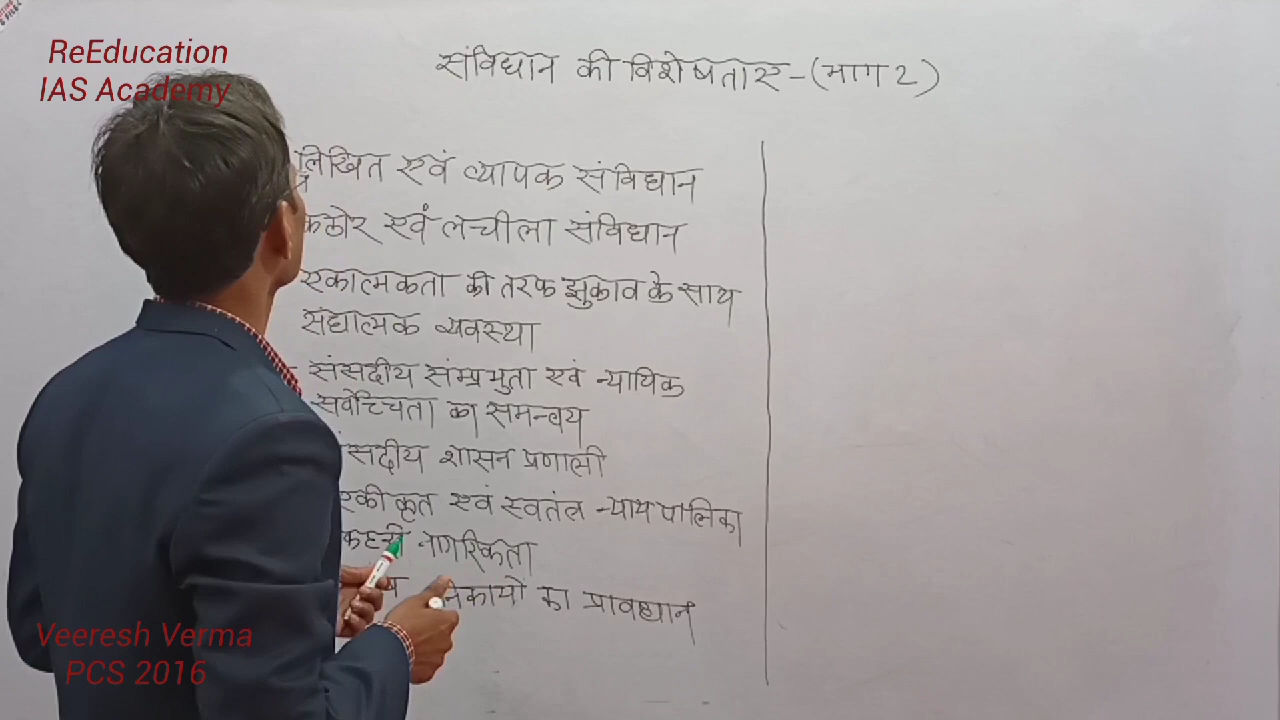 ReEducation
IAS Academy
संविधान की विशेषताएं-(भाग 2)
लिखित एवं व्यापक संविधान
कठोर एवं लचीला संविधान
एकात्मकता की तरफ झुकाव के साथ
संघात्मक व्यवस्था
संसदीय संम्प्रभुता एवं न्यायिक
सर्वोच्चता का समन्वय
संसदीय शासन प्रणाली
एकीकृत एवं स्वतंत्र न्यायपालिका
नागरिकता
का प्रावधान
Veeresh Verma
PCS 2016